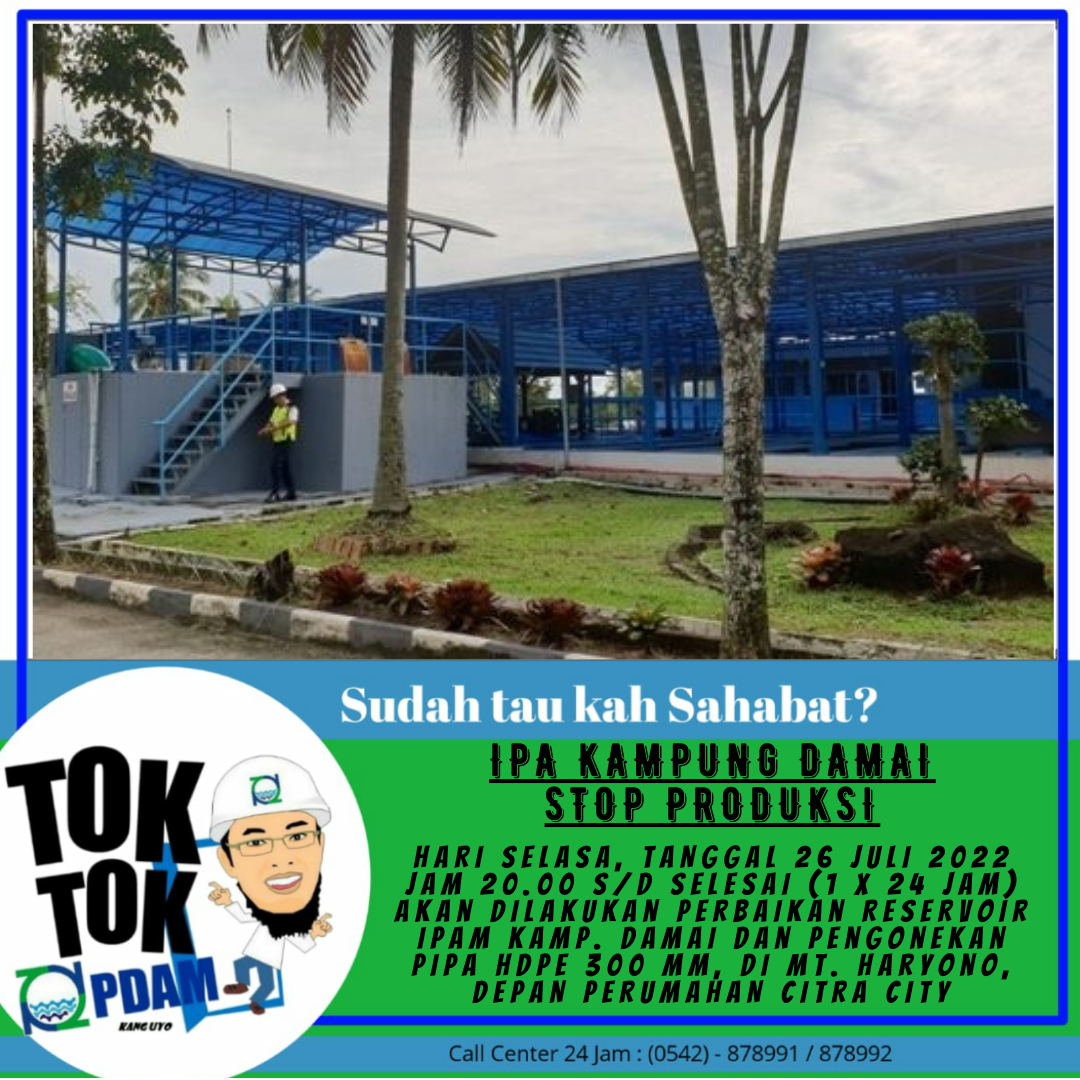 Sudah tau kah Sahabat?
IPA KAMPUNG DAMAI
STOP PRODUKSI
HARI SELASA, TANGGAL 26 JULI 2022
JAM 20.00 S/D SELESAI (1 X 24 JAM)
AKAN DILAKUKAN PERBAIKAN RESERVOIR
IPAM KAMP. DAMAI DAN PENGONEKAN
PIPA HDPE 300 MM, DI MT. HARYONO,
DEPAN PERUMAHAN CITRA CITY
TOK
TOK
PDAM
KANG UYO
Call Center 24 Jam : (0542) - 878991 / 878992